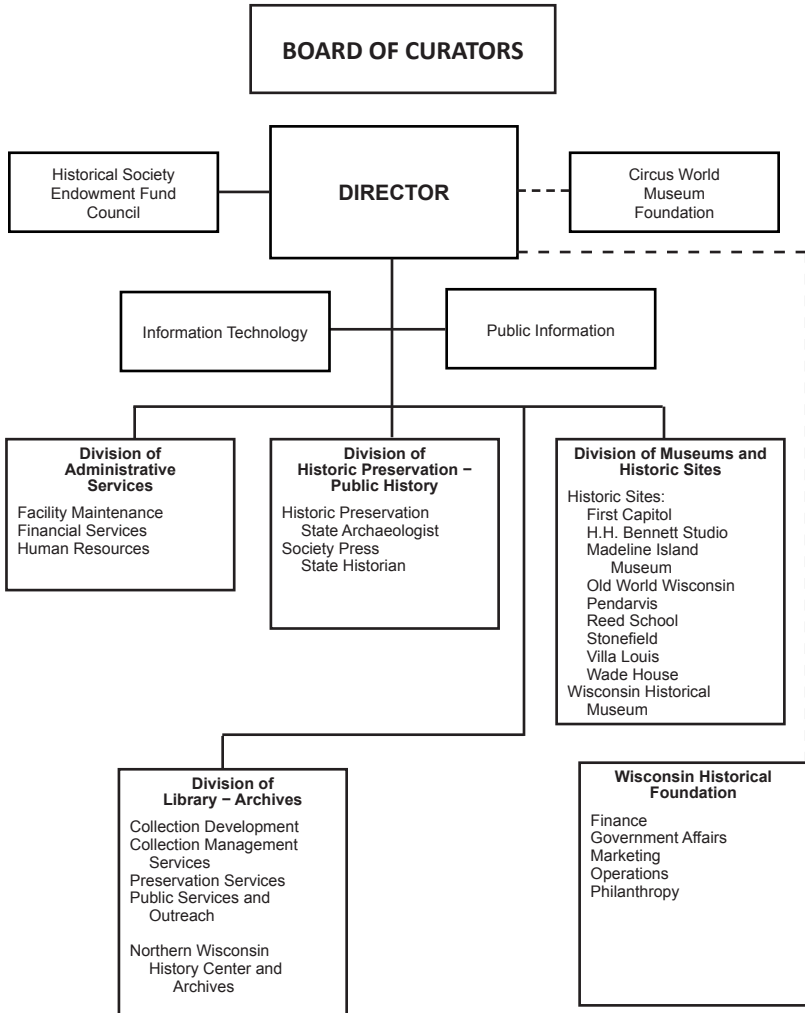 BOARD OF CURATORS
Historical Society
Endowment Fund
Council
DIRECTOR
Circus World
Museum
Foundation
Information Technology
Public Information
Division of
Administrative
Services
Facility Maintenance
Financial Services
Human Resources
Division of
Historic Preservation –
Public History
Historic Preservation
State Archaeologist
Society Press
State Historian
Division of Museums and
Historic Sites
Historic Sites:
First Capitol
H.H. Bennett Studio
Madeline Island
Museum
Old World Wisconsin
Pendarvis
Reed School
Stonefield
Villa Louis
Wade House
Wisconsin Historical
Museum
Division of
Library – Archives
Collection Development
Collection Management
Services
Preservation Services
Public Services and
Outreach
Northern Wisconsin
History Center and
Archives
Wisconsin Historical
Foundation
Finance
Government Affairs
Marketing
Operations
Philanthropy